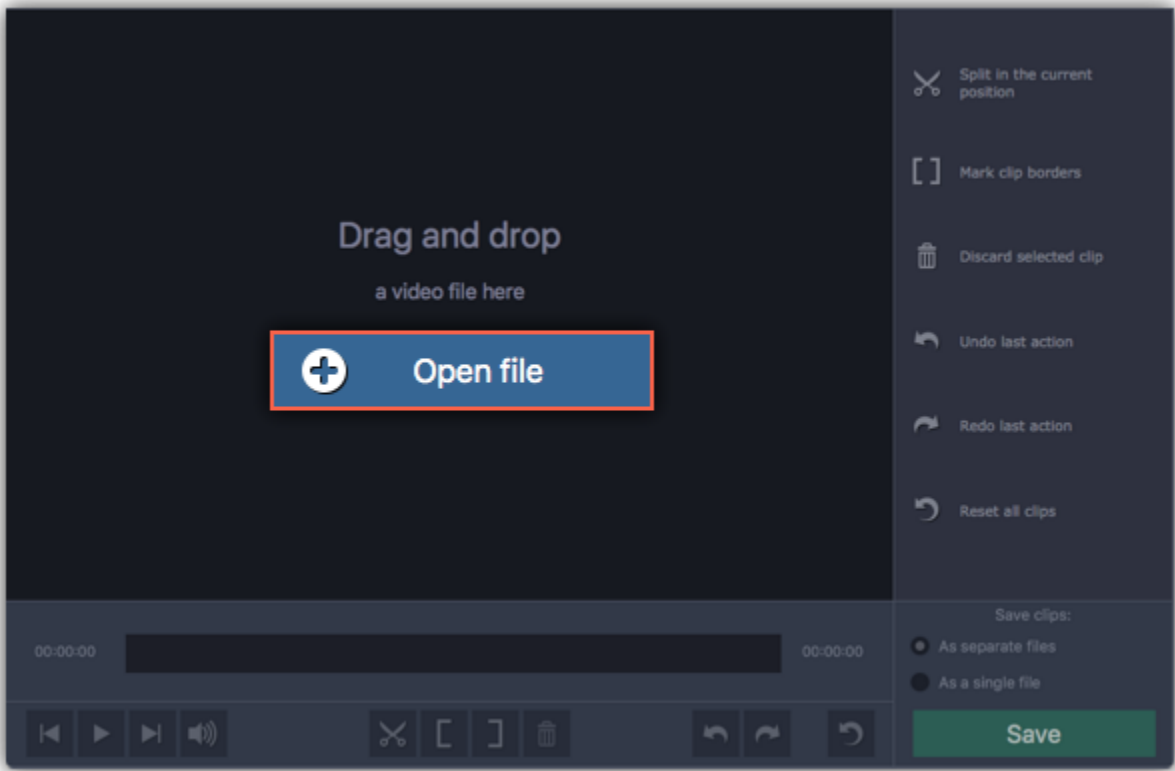 Split in the current
position
Mark clip borders
Drag and drop
Discard selected clip
a video file here
Undo last action
Open file
Redo last action
Reset all clips
Save clips:
00:00:00
00:00:00
As separate files
As a single file
Save